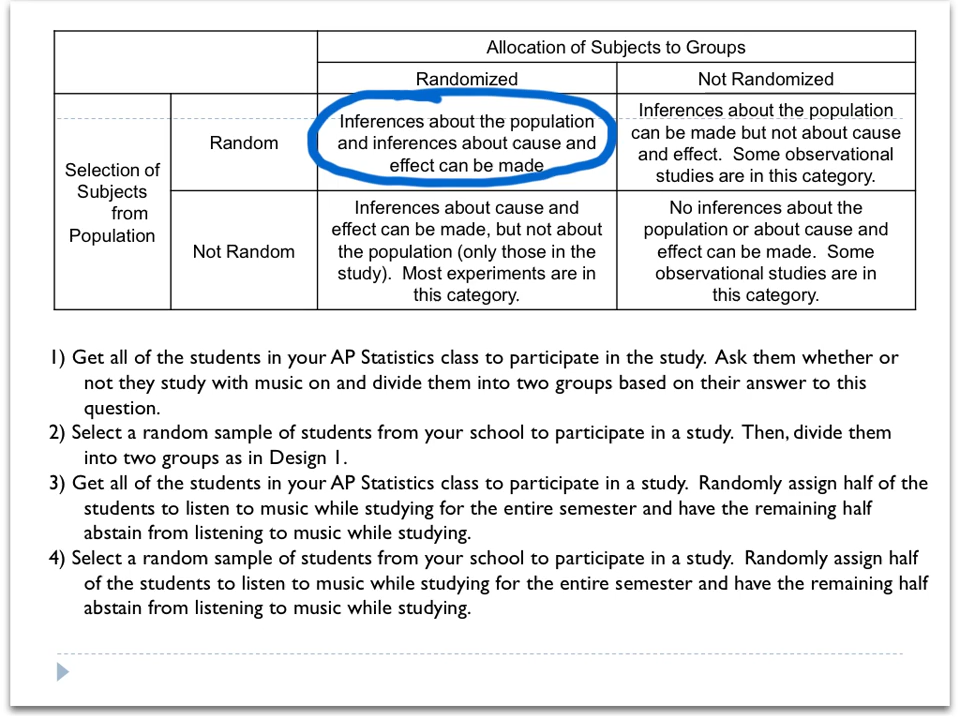 Allocation of Subjects to Groups
Randomized
Not Randomized
Selection of
Subjects
from
Population
Random
Inferences about the population
and inferences about cause and
effect can be made
Inferences about the population
can be made but not about cause
and effect. Some observational
studies are in this category.
Not Random
Inferences about cause and
effect can be made, but not about
the population (only those in the
study). Most experiments are in
this category.
No inferences about the
population or about cause and
effect can be made. Some
observational studies are in
this category.
1) Get all of the students in your AP Statistics class to participate in the study. Ask them whether or
not they study with music on and divide them into two groups based on their answer to this
question.
2) Select a random sample of students from your school to participate in a study. Then, divide them
into two groups as in Design 1.
3) Get all of the students in your AP Statistics class to participate in a study. Randomly assign half of the
students to listen to music while studying for the entire semester and have the remaining half
abstain from listening to music while studying.
4) Select a random sample of students from your school to participate in a study. Randomly assign half
of the students to listen to music while studying for the entire semester and have the remaining half
abstain from listening to music while studying.